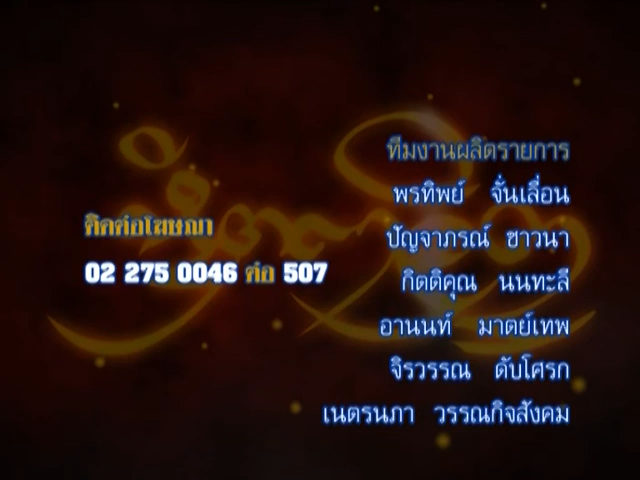 ติดต่อโฆษณา
02 275 0046 ต่อ 507
ทีมงานผลิตรายการ
พรทิพย์ จั่นเลื่อน
ปัญจาภรณ์ ชาวนา
กิตติคุณ นนทะลี
อานนท์ มาตย์เทพ
จิรวรรณ ดับโศรก
เนตรนภา วรรณกิจสังคม